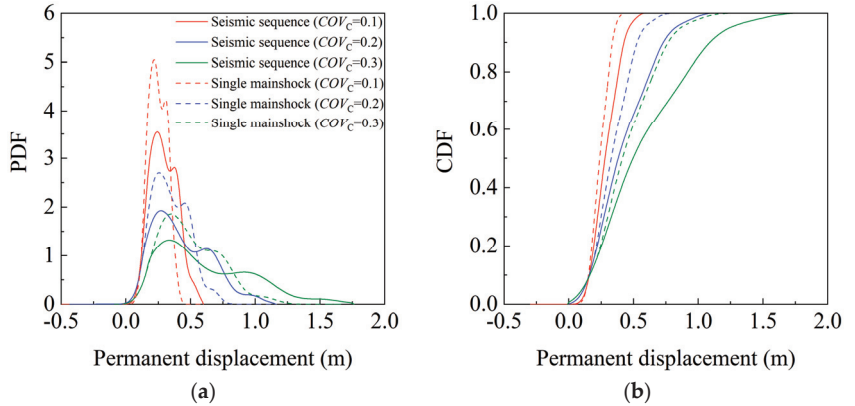 6
5
4
3
2
1
0
PDF
Seismic sequence (COVC=0.1)
Seismic sequence (COVC=0.2)
Seismic sequence (COVC=0.3)
Single mainshock (COVC=0.1)
Single mainshock (COVC=0.2)
Single mainshock (COVC=0.3)
-0.5 0.0 0.5 1.0 1.5 2.0
Permanent displacement (m)
(a)
1.0
0.8
0.6
0.4
0.2
0.0
CDF
-0.5 0.0 0.5 1.0 1.5 2.0
Permanent displacement (m)
(b)